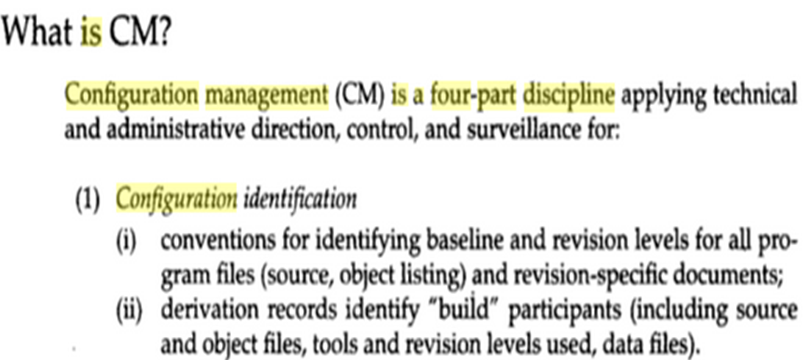 What is CM?
Configuration management (CM) is a four-part discipline applying technical
and administrative direction, control, and surveillance for:
(1) Configuration identification
(i) conventions for identifying baseline and revision levels for all pro-
gram files (source, object listing) and revision-specific documents;
(ii) derivation records identify "build" participants (including source
and object files, tools and revision levels used, data files).